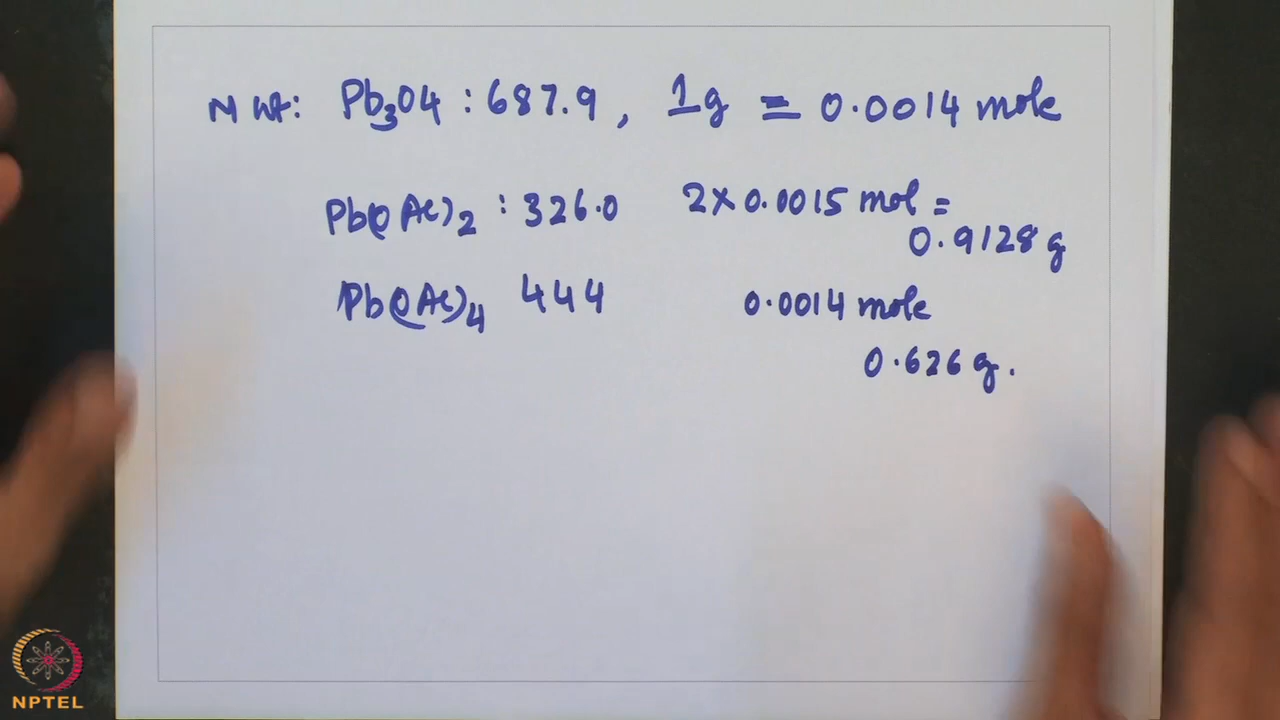 M Wt: Pb3O4 : 687.9, 1g = 0.0014 mole
Pb(OAc)2 : 326.0 2×0.0015 mol =
0.9128 g
Pb(OAc)4 444 0.0014 mole
0.626 g.
NPTEL